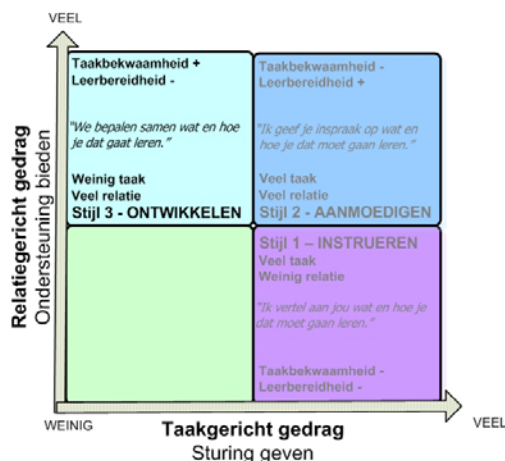 VEEL
Relatiegericht gedrag
Ondersteuning bieden
Taakbekwaamheid +
Leerbereidheid -
"We bepalen samen wat en hoe
je dat gaat leren."
Weinig taak
Veel relatie
Stijl 3 - ONTWIKKELEN
Taakbekwaamheid -
Leerbereidheid +
"Ik geef je inspraak op wat en
hoe je dat moet gaan leren."
Veel taak
Veel relatie
Stijl 2 - AANMOEDIGEN
Stijl 1 – INSTRUEREN
Veel taak
Weinig relatie
"Ik vertel aan jou wat en hoe je
dat moet gaan leren."
Taakbekwaamheid -
Leerbereidheid -
WEINIG
Taakgericht gedrag
Sturing geven
VEEL